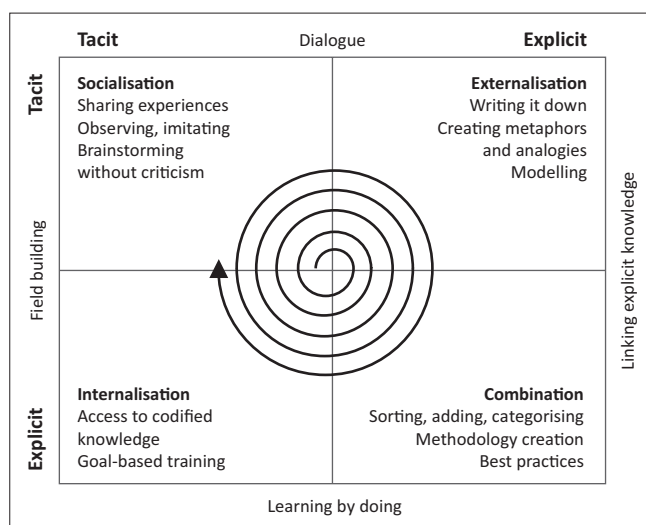 Tacit
Dialogue
Explicit
Tacit
Socialisation
Sharing experiences
Observing, imitating
Brainstorming
without criticism
Externalisation
Writing it down
Creating metaphors
and analogies
Modelling
Field building
Linking explicit knowledge
Explicit
Internalisation
Access to codified
knowledge
Goal-based training
Combination
Sorting, adding, categorising
Methodology creation
Best practices
Learning by doing